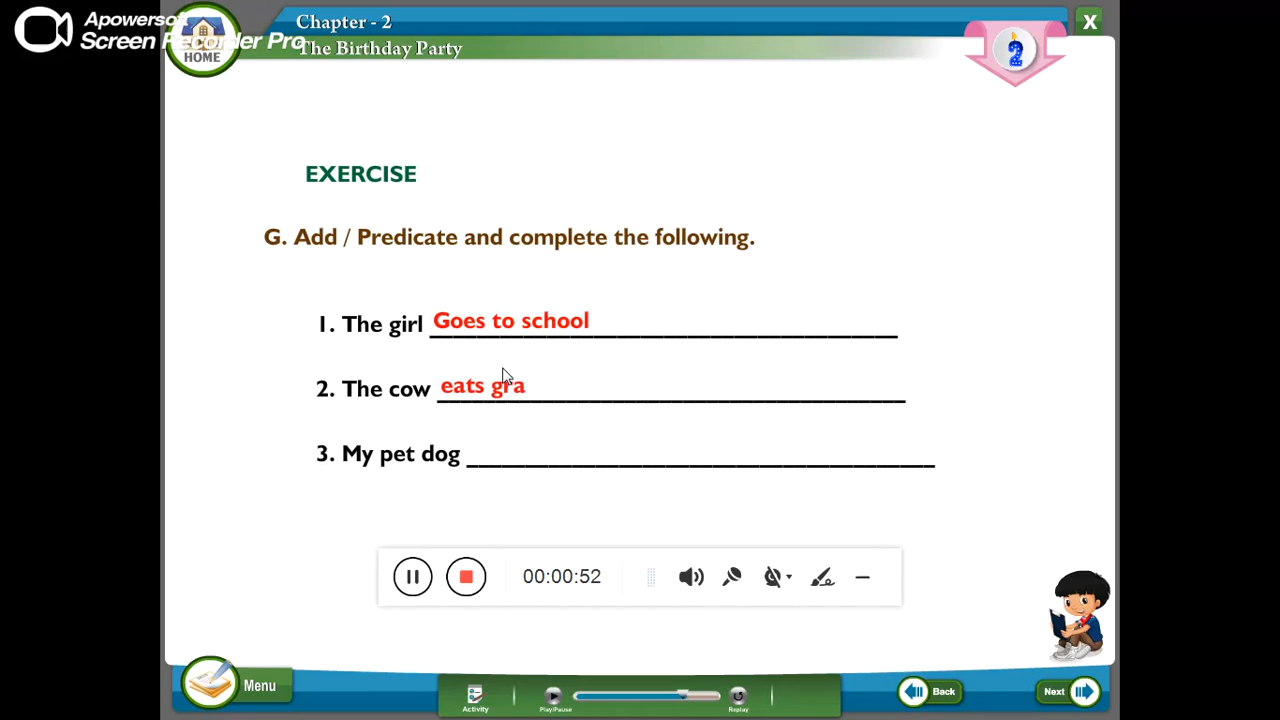 Apowersoft
Screen Recorder Pro
HOME
Chapter - 2
The Birthday Party
X
2
EXERCISE
G. Add / Predicate and complete the following.
1. The girl Goes to school
2. The cow eats gra
3. My pet dog
00:00:52
Menu
Activity
Play/Pause
Replay
Back
Next